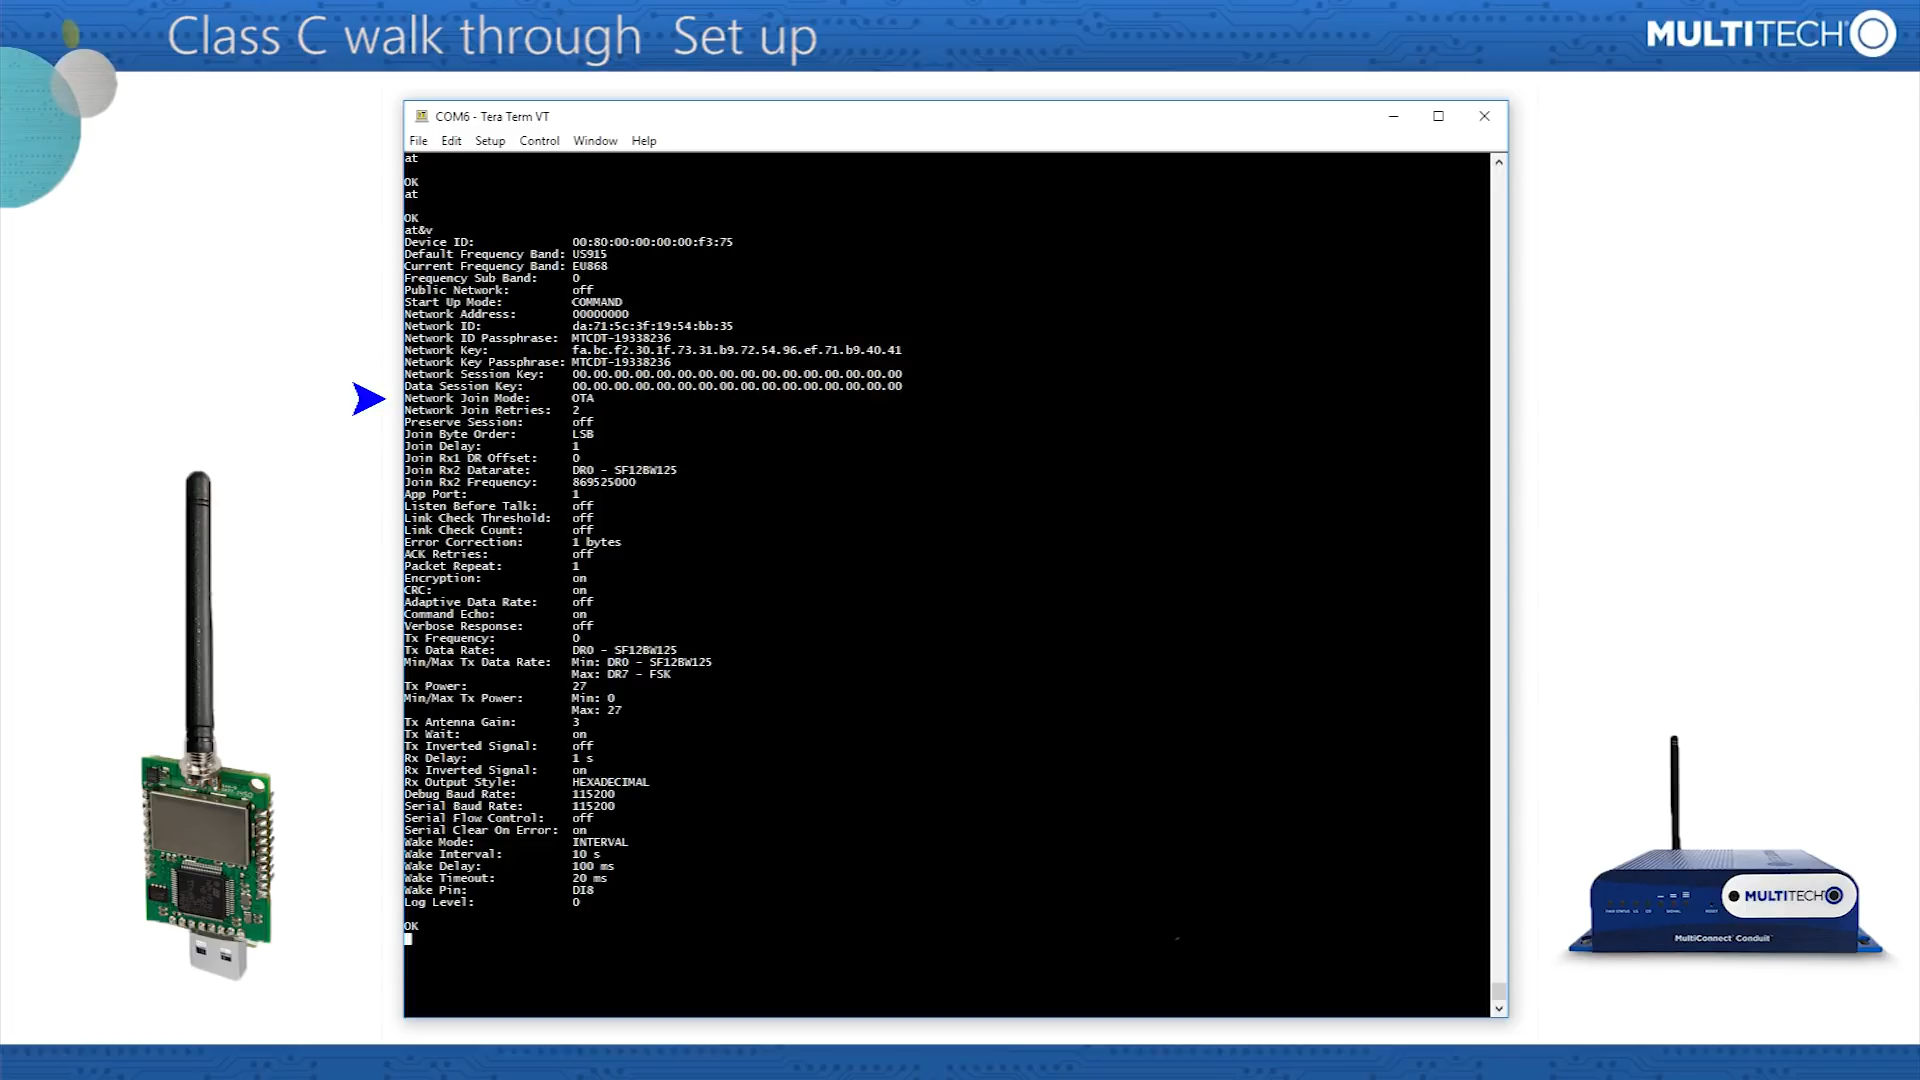 Class C walk through  Set up
MULTITECH
COM6 - Tera Term VT
File Edit Setup Control Window Help
at
OK
at
OK
at&v
Device ID: 00:80:00:00:00:00:f3:75
Default Frequency Band: US915
Current Frequency Band: EU868
Frequency Sub Band: 0
Public Network: off
Start Up Mode: COMMAND
Network Address: 00000000
Network ID: da:71:5c:3f:19:54:bb:35
Network ID Passphrase: MTCDT-19338236
Network Key: fa.bc.f2.30.1f.73.31.b9.72.54.96.ef.71.b9.40.41
Network Key Passphrase: MTCDT-19338236
Network Session Key: 00.00.00.00.00.00.00.00.00.00.00.00.00.00.00.00
Data Session Key: 00.00.00.00.00.00.00.00.00.00.00.00.00.00.00.00
Network Join Mode: OTA
Network Join Retries: 2
Preserve Session: off
Join Byte Order: LSB
Join Delay: 1
Join Rx1 DR Offset: 0
Join Rx2 Datarate: DR0 - SF12BW125
Join Rx2 Frequency: 869525000
App Port: 1
Listen Before Talk: off
Link Check Threshold: off
Link Check Count: off
Error Correction: 1 bytes
ACK Retries: off
Packet Repeat: 1
Encryption: on
CRC: on
Adaptive Data Rate: off
Command Echo: on
Verbose Response: off
Tx Frequency: 0
Tx Data Rate: DR0 - SF12BW125
Min/Max Tx Data Rate: Min: DR0 - SF12BW125
Max: DR7 - FSK
Tx Power: 27
Min/Max Tx Power: Min: 0
Max: 27
Tx Antenna Gain: 3
Tx Wait: on
Tx Inverted Signal: off
Rx Delay: 1 s
Rx Inverted Signal: on
Rx Output Style: HEXADECIMAL
Debug Baud Rate: 115200
Serial Baud Rate: 115200
Serial Flow Control: off
Serial Clear On Error: on
Wake Mode: INTERVAL
Wake Interval: 10 s
Wake Delay: 100 ms
Wake Timeout: 20 ms
Wake Pin: DI8
Log Level: 0
OK
MULTITECH
MultiConnect Conduit